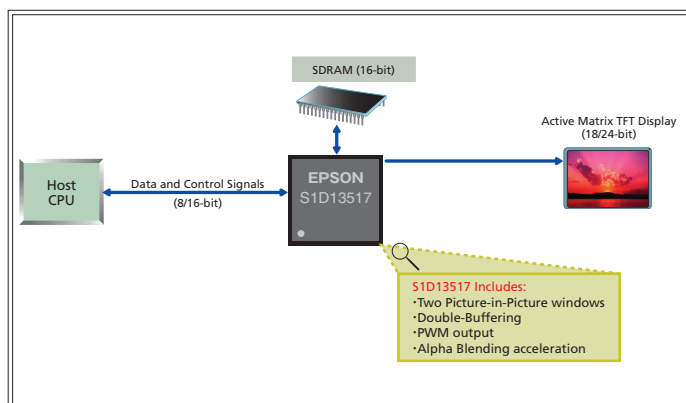 SDRAM (16-bit)
Active Matrix TFT Display
(18/24-bit)
Host
CPU
Data and Control Signals
(8/16-bit)
EPSON
S1D13517
S1D13517 Includes:
·Two Picture-in-Picture windows
·Double-Buffering
·PWM output
·Alpha Blending acceleration